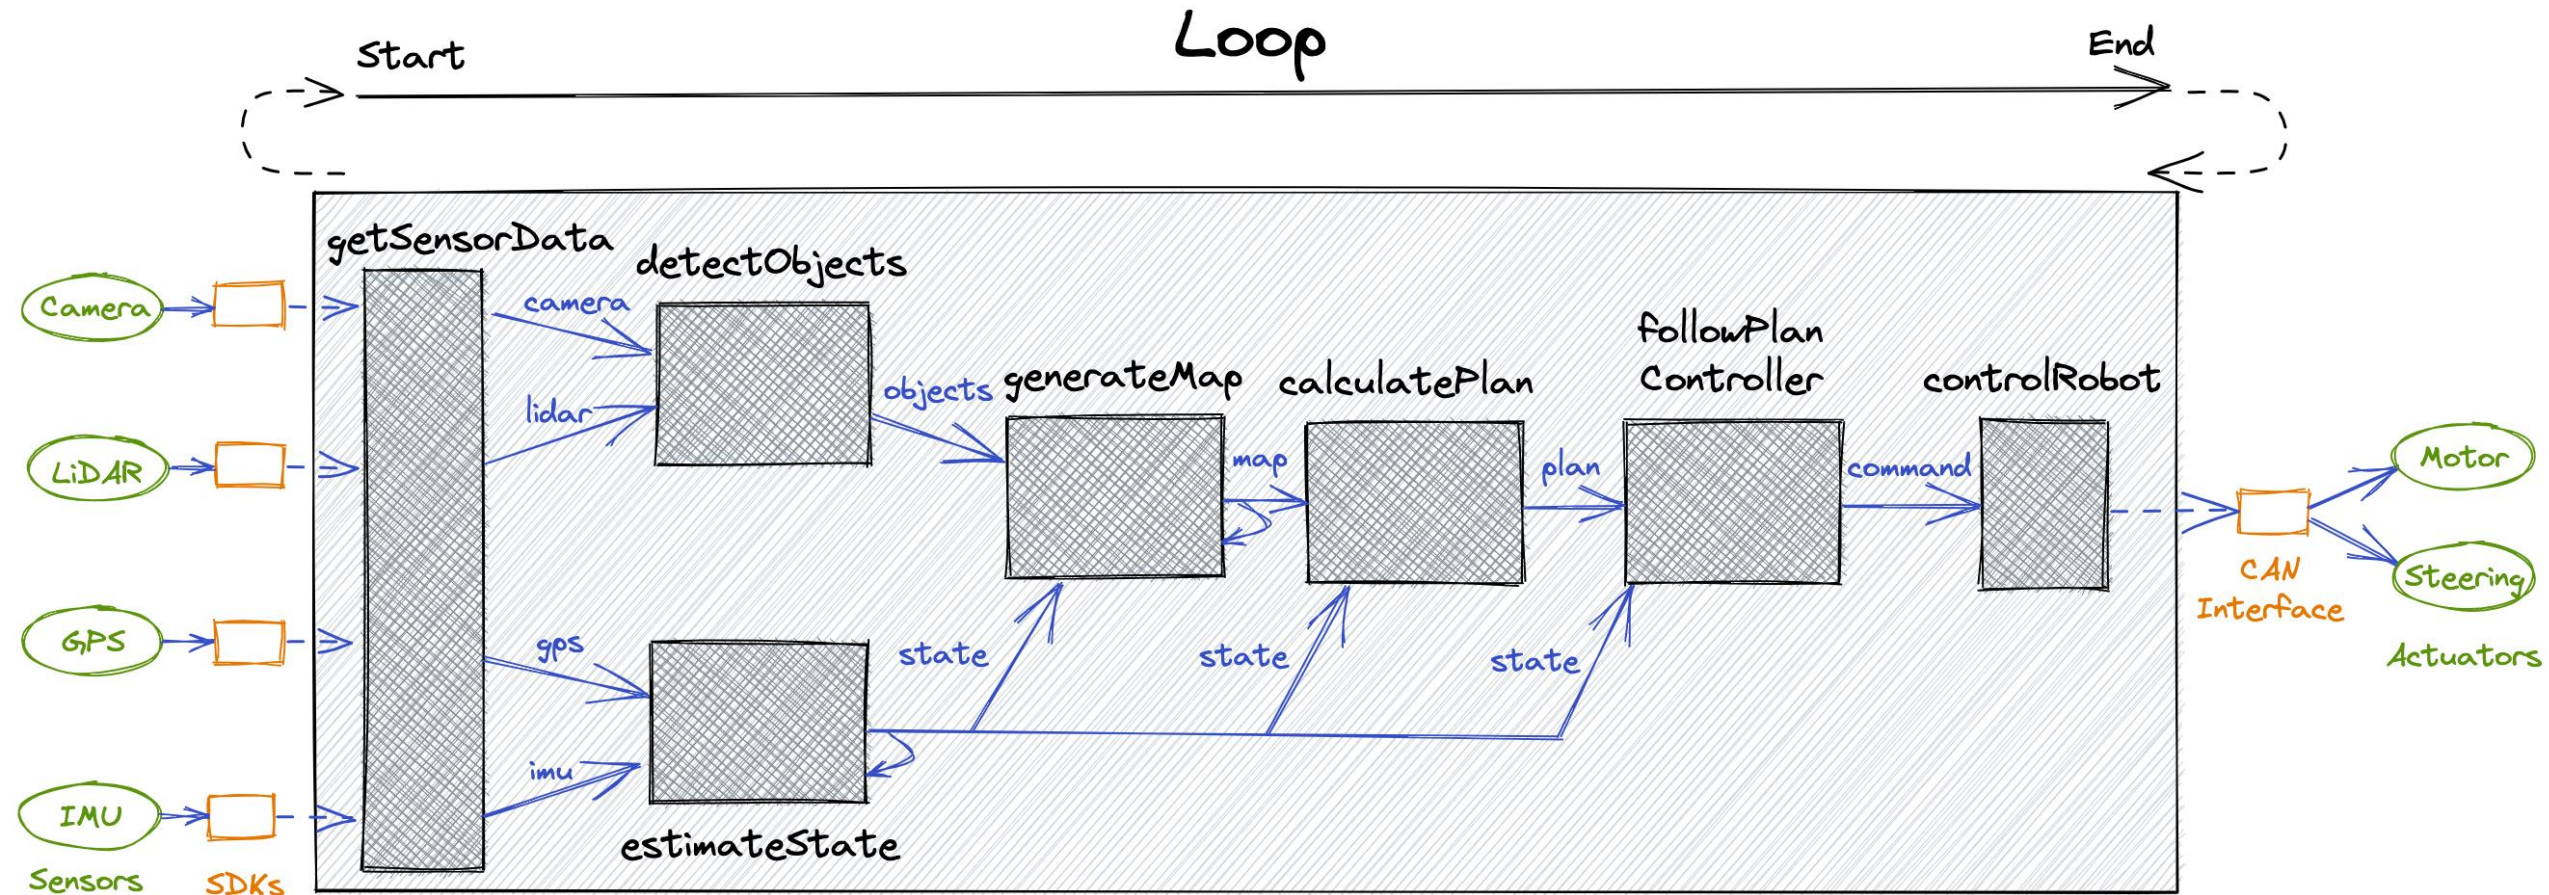 Loop
Start
End
getSensorData
detectObjects
followPlan
Controller
generateMap
calculatePlan
controlRobot
Camera
camera
objects
lidar
LiDAR
map
plan
command
Motor
CAN
Interface
Steering
GPS
gps
state
state
state
Actuators
imu
IMU
estimateState
Sensors
SDKs